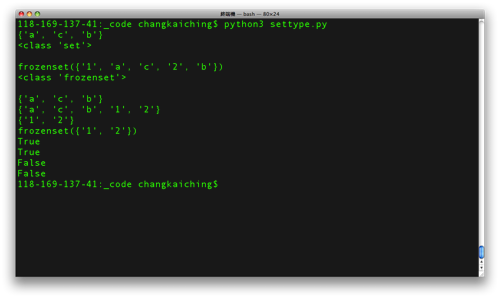 終端機 — bash — 80×24
118-169-137-41:_code changkaiching$ python3 settype.py
{'a', 'c', 'b'}
<class 'set'>
frozenset({'1', 'a', 'c', '2', 'b'})
<class 'frozenset'>
{'a', 'c', 'b'}
{'a', 'c', 'b', '1', '2'}
{'1', '2'}
frozenset({'1', '2'})
True
True
False
False
118-169-137-41:_code changkaiching$